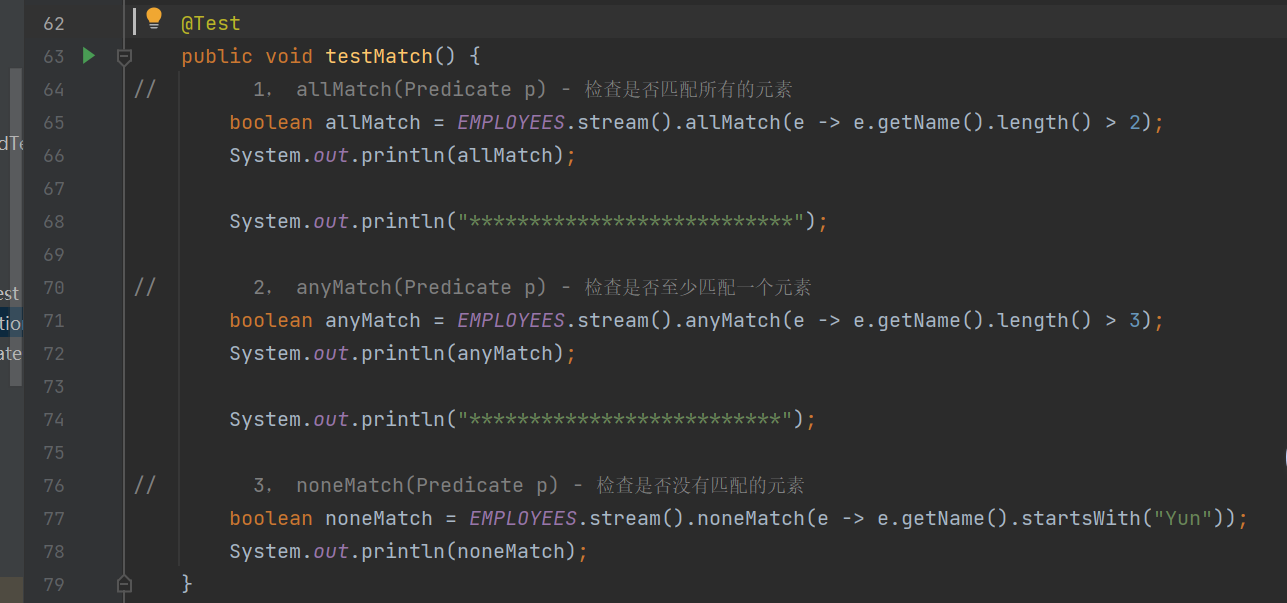 62 @Test
63 public void testMatch() {
64 // 1， allMatch(Predicate p) - 检查是否匹配所有的元素
65 boolean allMatch = EMPLOYEES.stream().allMatch(e -> e.getName().length() > 2);
66 System.out.println(allMatch);
67
68 System.out.println("***************************");
69
70 // 2， anyMatch(Predicate p) - 检查是否至少匹配一个元素
71 boolean anyMatch = EMPLOYEES.stream().anyMatch(e -> e.getName().length() > 3);
72 System.out.println(anyMatch);
73
74 System.out.println("**************************");
75
76 // 3， noneMatch(Predicate p) - 检查是否没有匹配的元素
77 boolean noneMatch = EMPLOYEES.stream().noneMatch(e -> e.getName().startsWith("Yun"));
78 System.out.println(noneMatch);
79 }